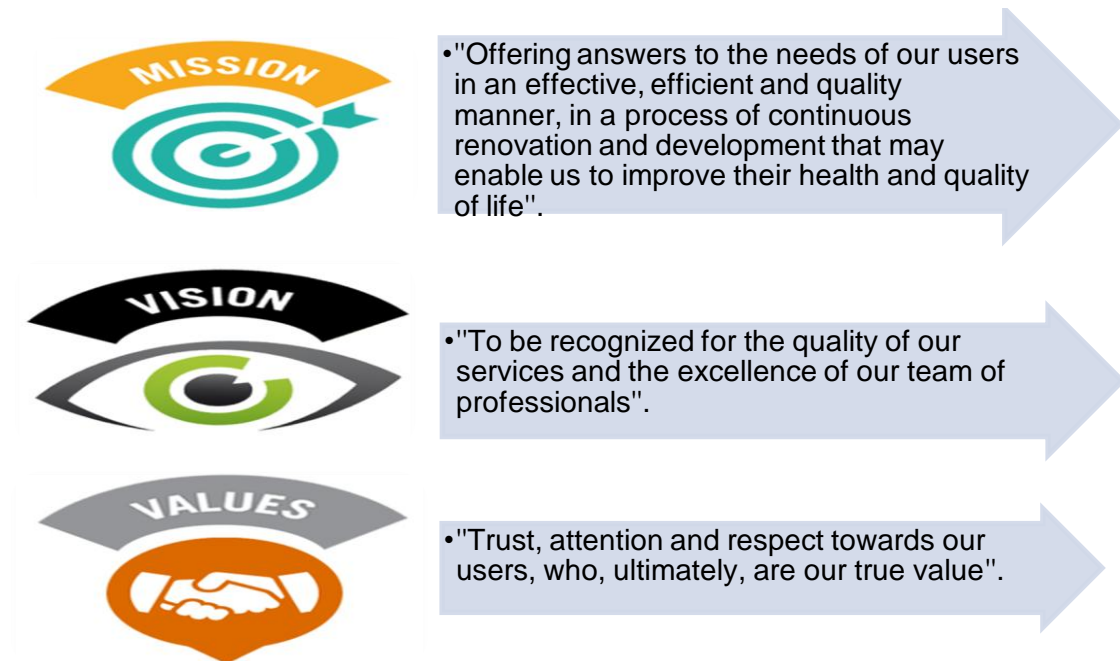 MISSION
•"Offering answers to the needs of our users
in an effective, efficient and quality
manner, in a process of continuous
renovation and development that may
enable us to improve their health and quality
of life".
VISION
•"To be recognized for the quality of our
services and the excellence of our team of
professionals".
VALUES
•"Trust, attention and respect towards our
users, who, ultimately, are our true value".